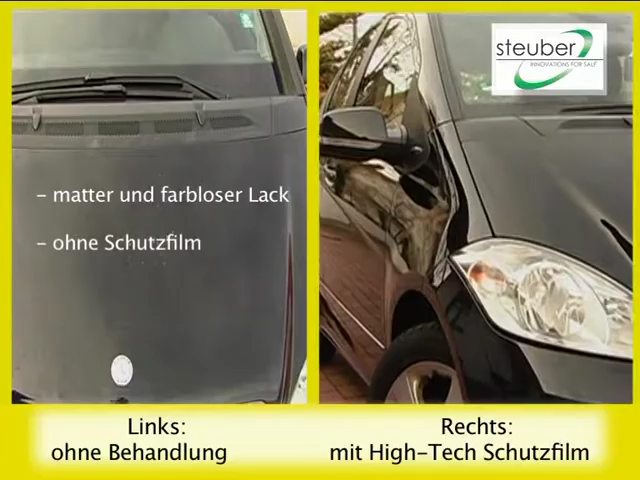 steuber
INNOVATIONS FOR SALE
– matter und farbloser Lack
– ohne Schutzfilm
Links:
ohne Behandlung
Rechts:
mit High-Tech Schutzfilm